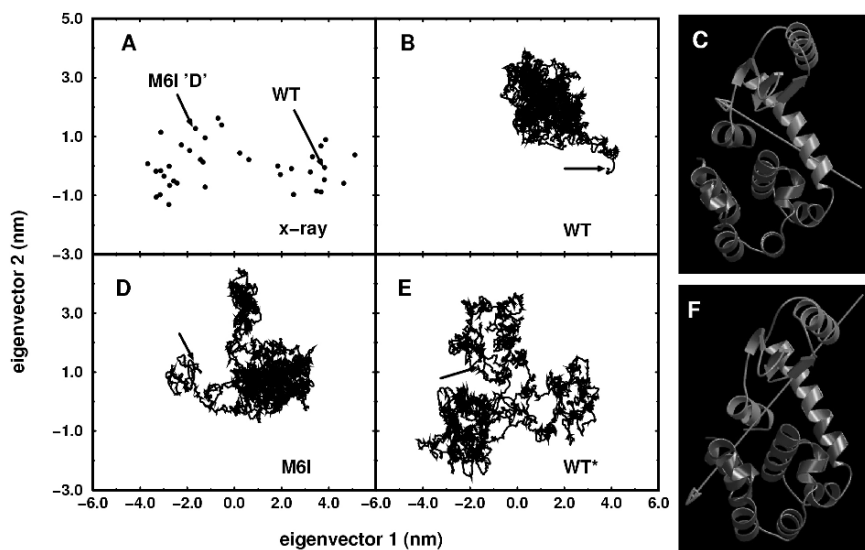 5.0
3.0
1.0
−1.0
−3.0
3.0
1.0
−1.0
−3.0
eigenvector 2 (nm)
A
M6I 'D'
WT
x−ray
B
WT
C
D
M6I
E
WT*
F
−6.0 −4.0 −2.0 0.0 2.0 4.0 −6.0 −4.0 −2.0 0.0 2.0 4.0 6.0
eigenvector 1 (nm)